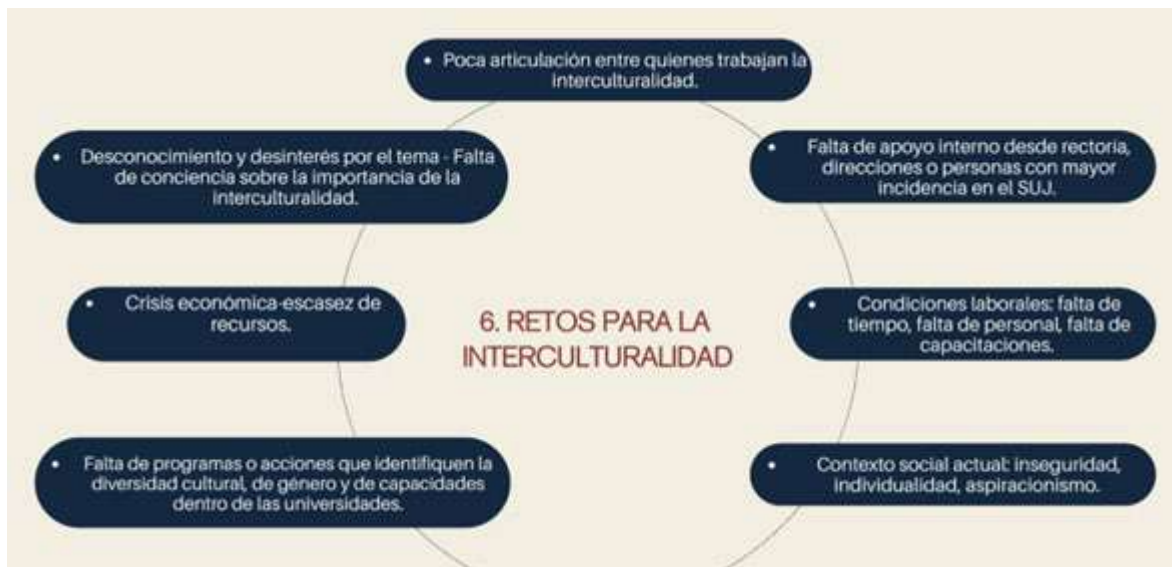 • Poca articulación entre quienes trabajan la
interculturalidad.
• Desconocimiento y desinterés por el tema - Falta
de conciencia sobre la importancia de la
interculturalidad.
• Falta de apoyo interno desde rectoría,
direcciones o personas con mayor
incidencia en el SUJ.
• Crisis económica-escasez de
recursos.
6. RETOS PARA LA
INTERCULTURALIDAD
• Condiciones laborales: falta de
tiempo, falta de personal, falta de
capacitaciones.
• Falta de programas o acciones que identifiquen la
diversidad cultural, de género y de capacidades
dentro de las universidades.
• Contexto social actual: inseguridad,
individualidad, aspiracionismo.